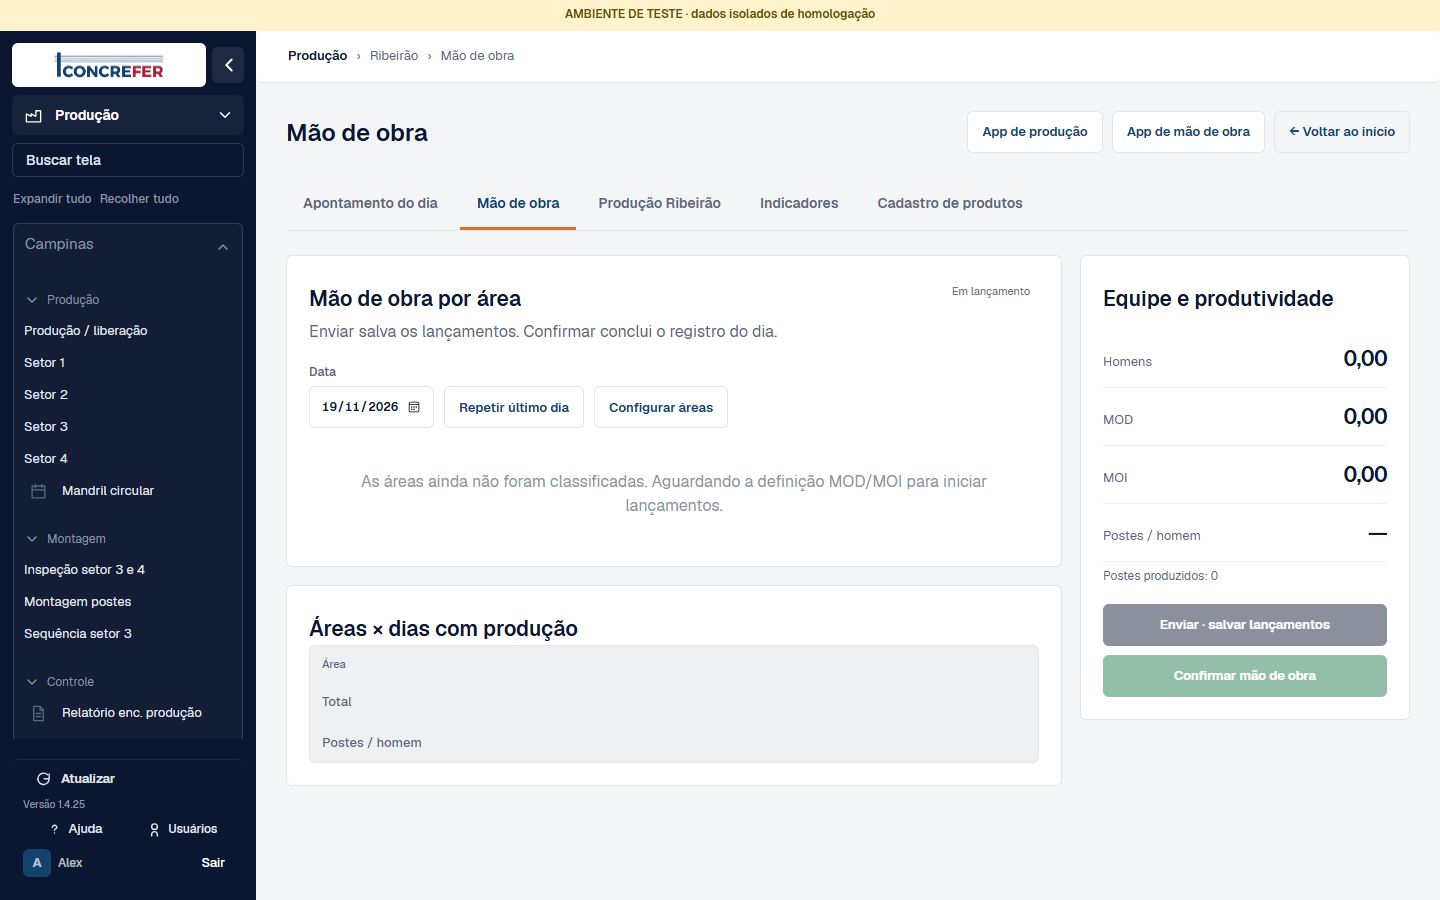 AMBIENTE DE TESTE · dados isolados de homologação
CONCREFER
Produção
Buscar tela
Expandir tudo Recolher tudo
Campinas
Produção
Produção / liberação
Setor 1
Setor 2
Setor 3
Setor 4
Mandril circular
Montagem
Inspeção setor 3 e 4
Montagem postes
Sequência setor 3
Controle
Relatório enc. produção
Atualizar
Versão 1.4.25
? Ajuda Usuários
A Alex Sair
Produção › Ribeirão › Mão de obra
Mão de obra
App de produção App de mão de obra ← Voltar ao início
Apontamento do dia Mão de obra Produção Ribeirão Indicadores Cadastro de produtos
Mão de obra por área
Em lançamento
Enviar salva os lançamentos. Confirmar conclui o registro do dia.
Data
19/11/2026 Repetir último dia Configurar áreas
As áreas ainda não foram classificadas. Aguardando a definição MOD/MOI para iniciar
lançamentos.
Áreas × dias com produção
Área
Total
Postes / homem
Equipe e produtividade
Homens 0,00
MOD 0,00
MOI 0,00
Postes / homem —
Postes produzidos: 0
Enviar · salvar lançamentos
Confirmar mão de obra